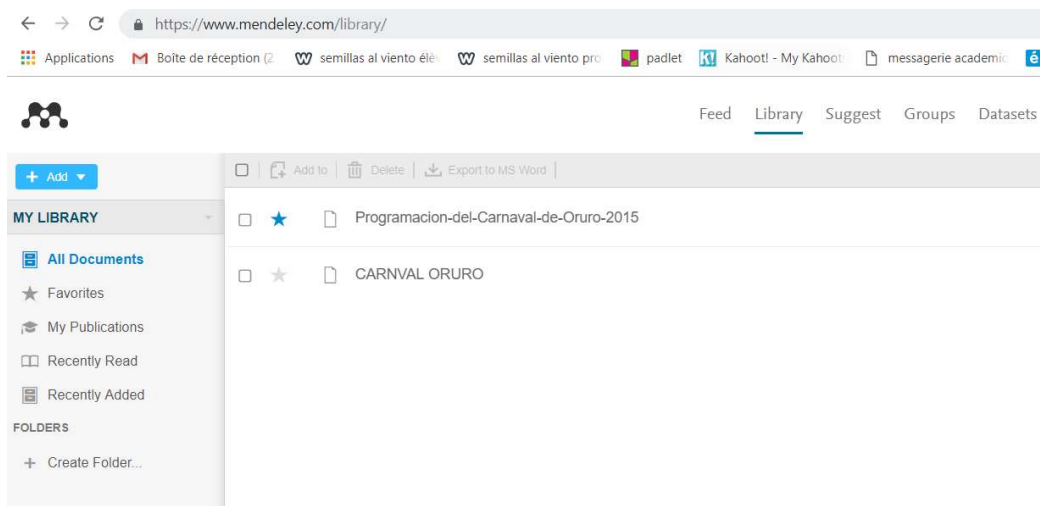 https://www.mendeley.com/library/
Applications Boîte de réception (2 semillas al viento élè semillas al viento pro padlet Kahoot! - My Kahoot messagerie academic
Feed Library Suggest Groups Datasets
+ Add
Add to Delete Export to MS Word
MY LIBRARY
Programacion-del-Carnaval-de-Oruro-2015
All Documents
CARNVAL ORURO
Favorites
My Publications
Recently Read
Recently Added
FOLDERS
+ Create Folder...